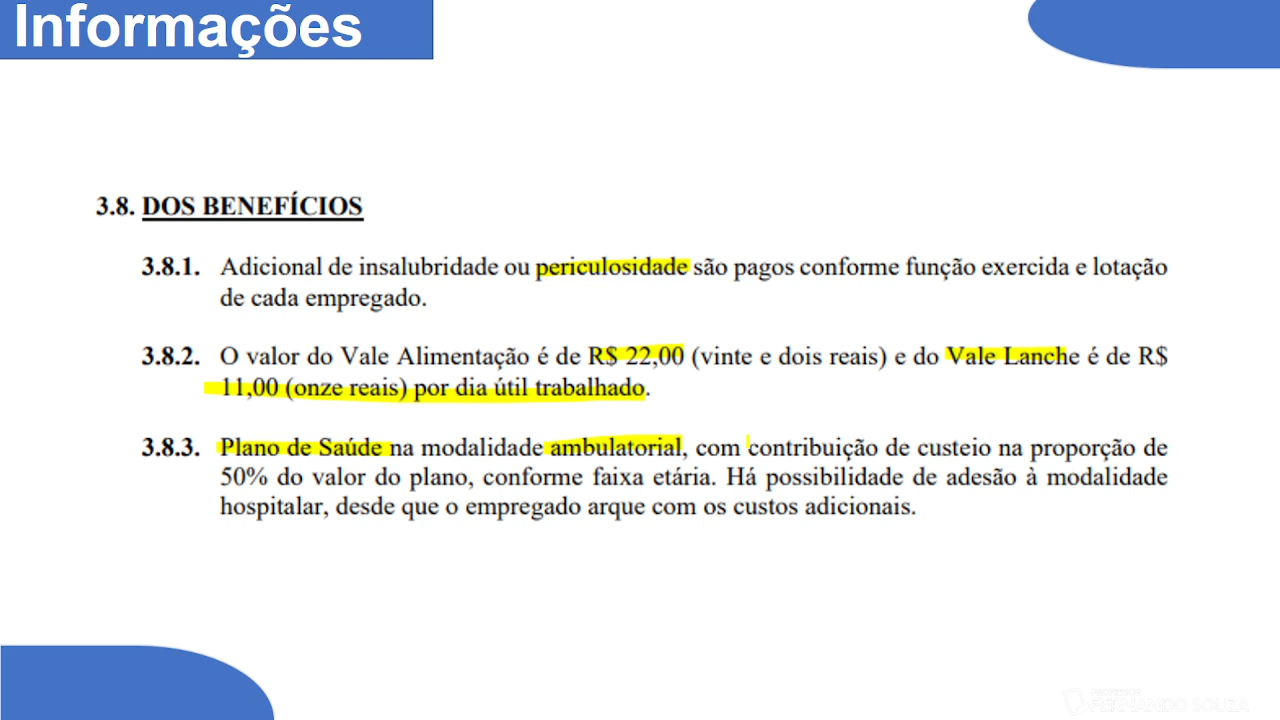 Informações
3.8. DOS BENEFÍCIOS
3.8.1. Adicional de insalubridade ou periculosidade são pagos conforme função exercida e lotação
de cada empregado.
3.8.2. O valor do Vale Alimentação é de R$ 22,00 (vinte e dois reais) e do Vale Lanche é de R$
11,00 (onze reais) por dia útil trabalhado.
3.8.3. Plano de Saúde na modalidade ambulatorial, com contribuição de custeio na proporção de
50% do valor do plano, conforme faixa etária. Há possibilidade de adesão à modalidade
hospitalar, desde que o empregado arque com os custos adicionais.
PROFESSOR
FERNANDO SOUZA